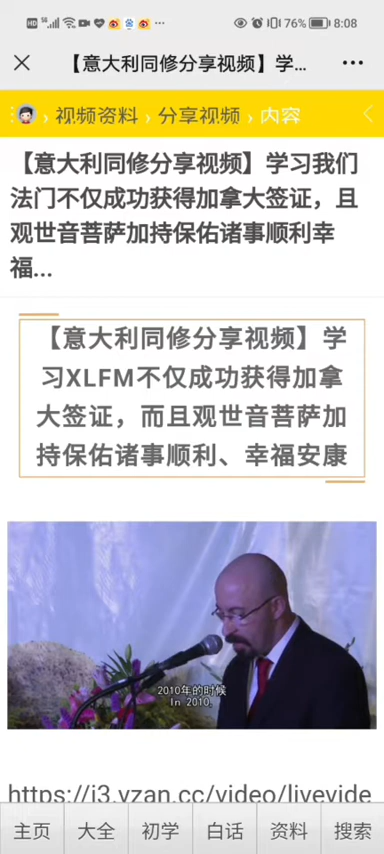 76% 8:08
【意大利同修分享视频】学...
视频资料 › 分享视频 › 内容
【意大利同修分享视频】学习我们
法门不仅成功获得加拿大签证，且
观世音菩萨加持保佑诸事顺利幸
福...
【意大利同修分享视频】学
习XLFM不仅成功获得加拿
大签证，而且观世音菩萨加
持保佑诸事顺利、幸福安康
2010年的时候
In 2010,
https://j3.yzan.cc/video/livevide
主页 大全 初学 白话 资料 搜索